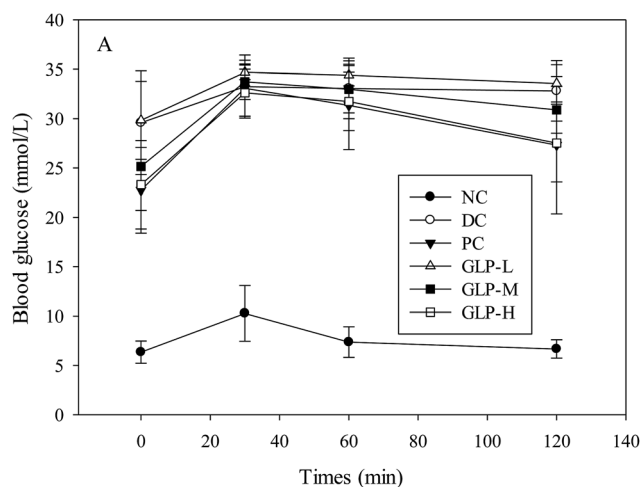 A
40
35
30
25
20
15
10
5
0
Blood glucose (mmol/L)
NC
DC
PC
GLP-L
GLP-M
GLP-H
0 20 40 60 80 100 120 140
Times (min)